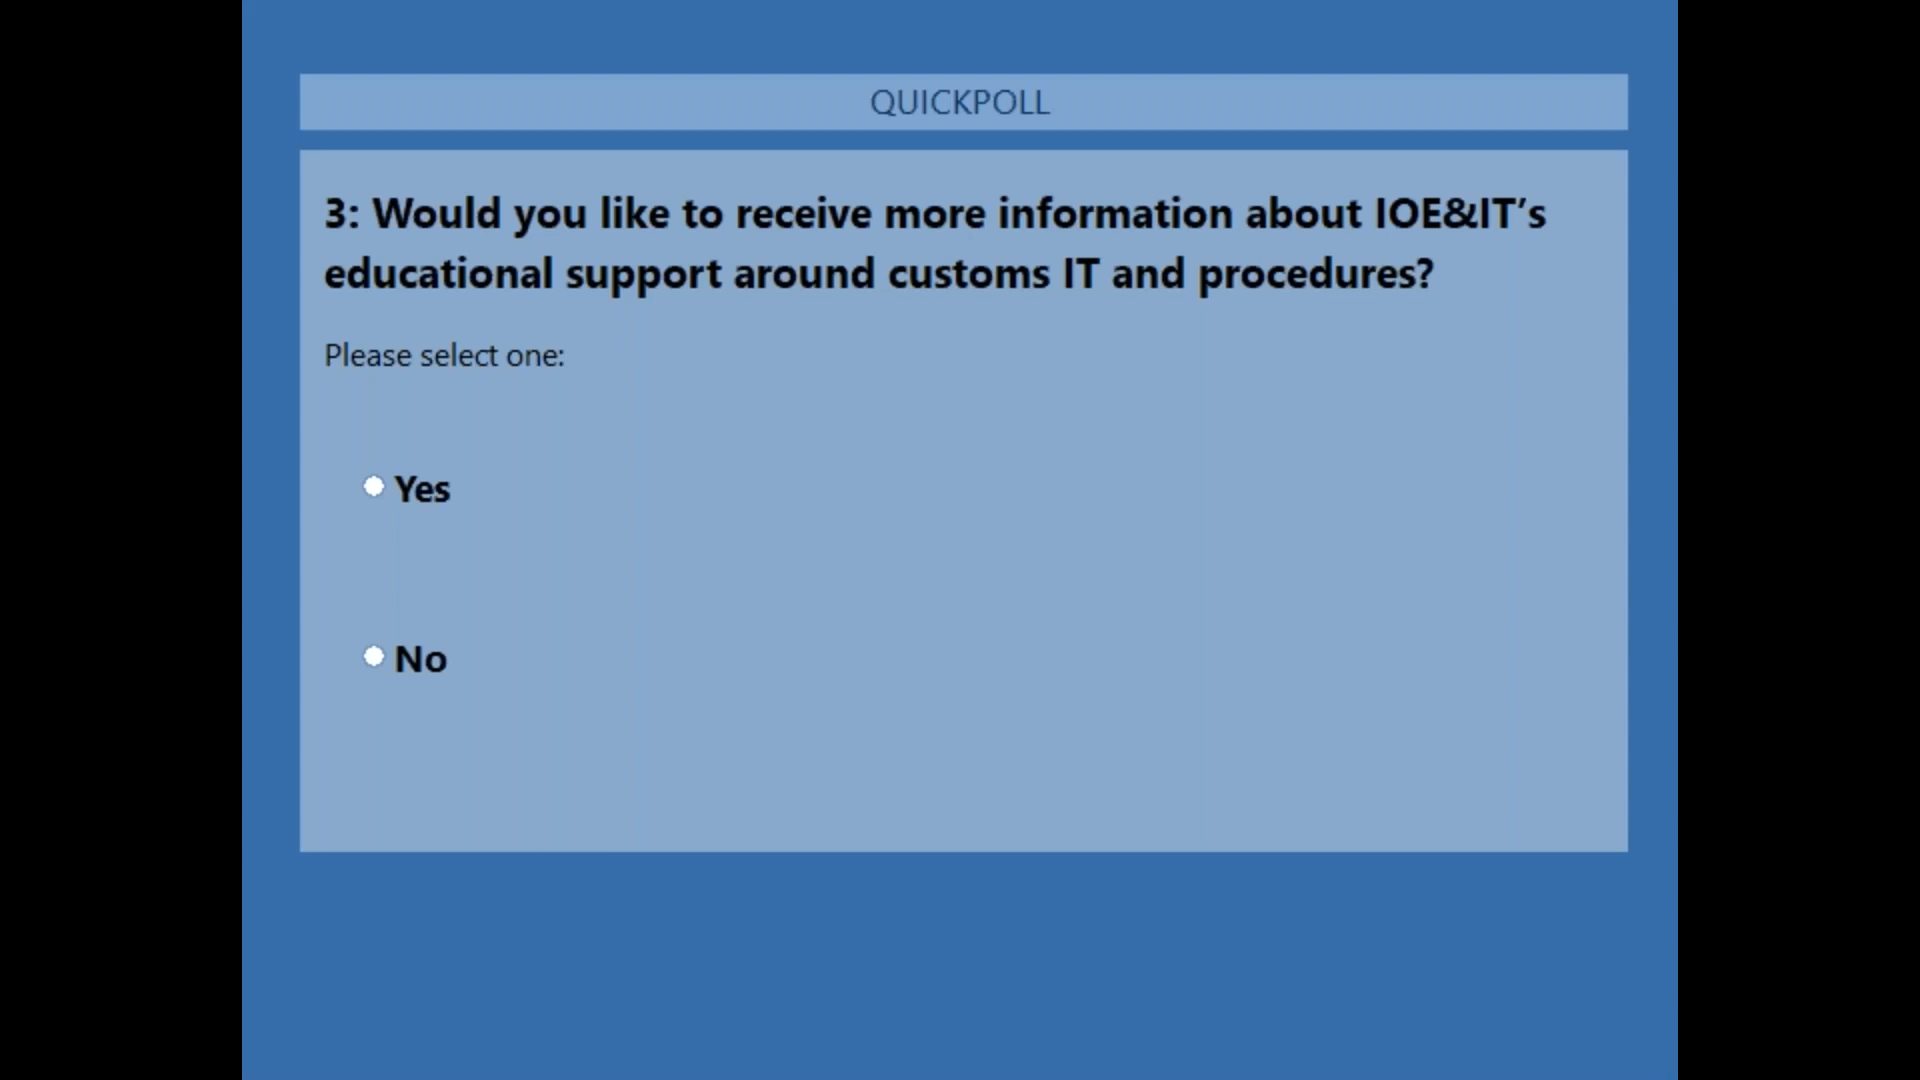 QUICKPOLL
3: Would you like to receive more information about IOE&IT’s
educational support around customs IT and procedures?
Please select one:
Yes
No